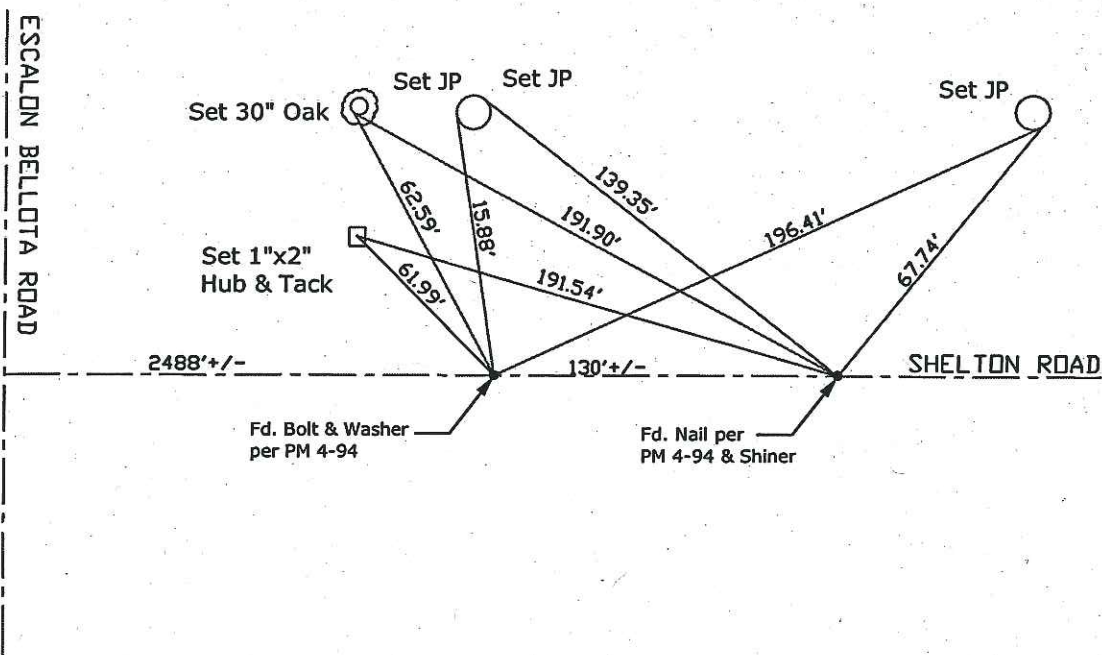 ESCALON BELLOTA ROAD
Set JP
Set JP
Set JP
Set 30" Oak
62.59'
15.88'
139.35'
191.90'
196.41'
67.74'
Set 1"x2"
Hub & Tack
61.99'
191.54'
2488'+/-
130'+/-
SHELTON ROAD
Fd. Bolt & Washer
per PM 4-94
Fd. Nail per
PM 4-94 & Shiner